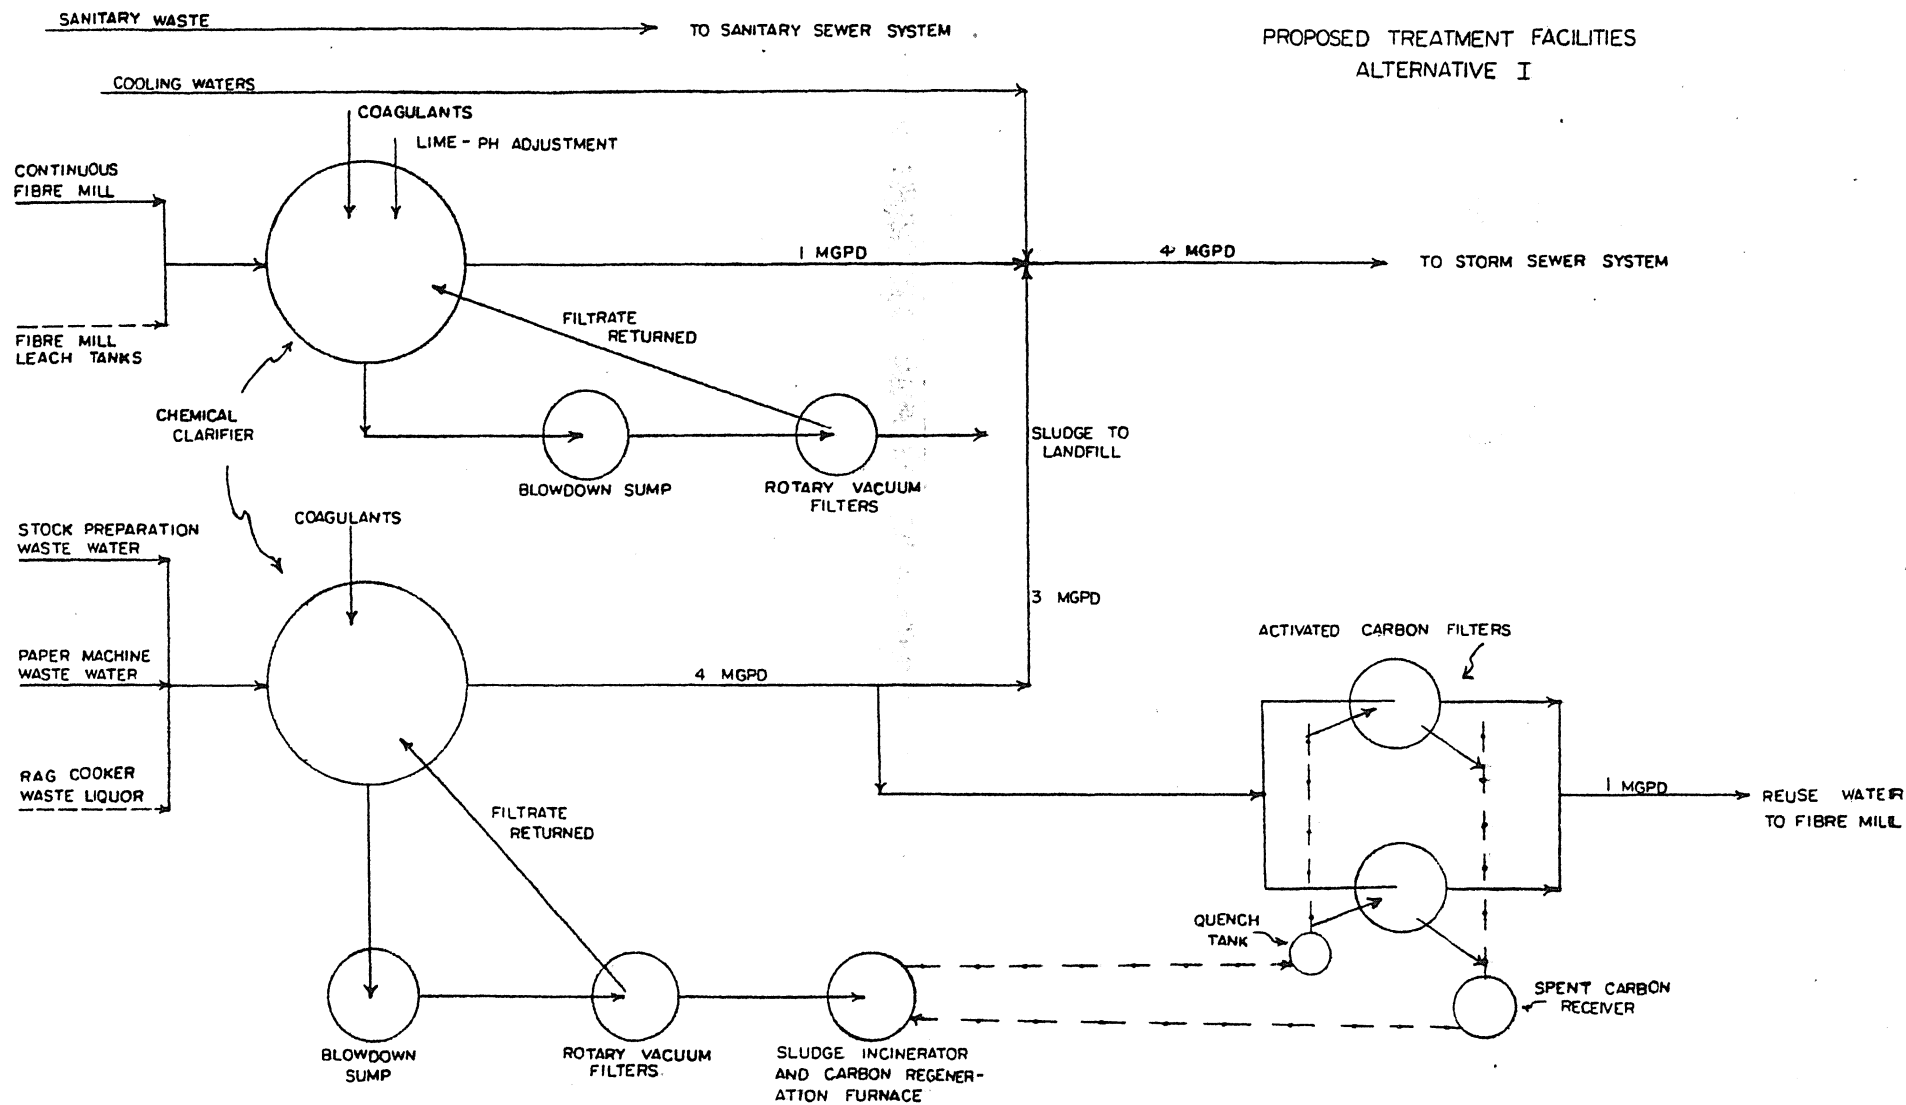 SANITARY WASTE
TO SANITARY SEWER SYSTEM
PROPOSED TREATMENT FACILITIES
ALTERNATIVE I
COOLING WATERS
COAGULANTS
LIME - PH ADJUSTMENT
CONTINUOUS
FIBRE MILL
1 MGPD
4 MGPD
TO STORM SEWER SYSTEM
FILTRATE
RETURNED
FIBRE MILL
LEACH TANKS
CHEMICAL
CLARIFIER
SLUDGE TO
LANDFILL
BLOWDOWN SUMP
ROTARY VACUUM
FILTERS
COAGULANTS
STOCK PREPARATION
WASTE WATER
3 MGPD
ACTIVATED CARBON FILTERS
PAPER MACHINE
WASTE WATER
4 MGPD
RAG COOKER
WASTE LIQUOR
FILTRATE
RETURNED
1 MGPD
REUSE WATER
TO FIBRE MILL
QUENCH
TANK
SPENT CARBON
RECEIVER
BLOWDOWN
SUMP
ROTARY VACUUM
FILTERS
SLUDGE INCINERATOR
AND CARBON REGENER-
ATION FURNACE